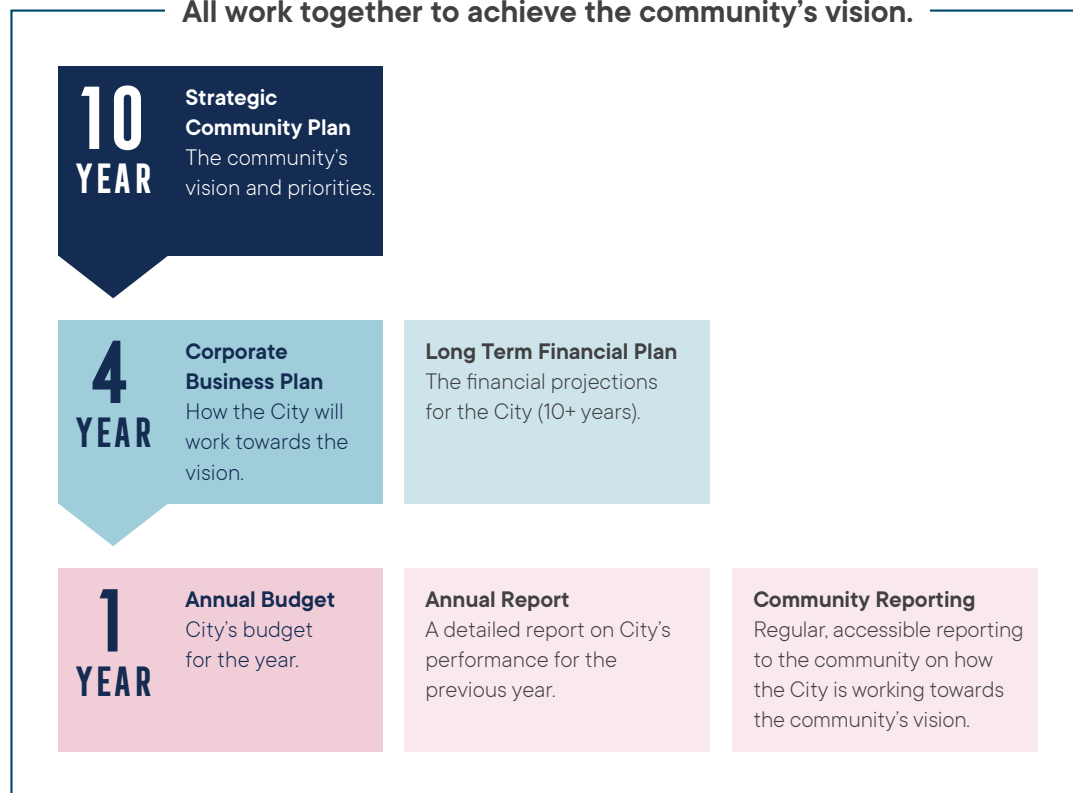 All work together to achieve the community’s vision.
10
YEAR
Strategic
Community Plan
The community’s
vision and priorities.
4
YEAR
Corporate
Business Plan
How the City will
work towards the
vision.
Long Term Financial Plan
The financial projections
for the City (10+ years).
1
YEAR
Annual Budget
City’s budget
for the year.
Annual Report
A detailed report on City’s
performance for the
previous year.
Community Reporting
Regular, accessible reporting
to the community on how
the City is working towards
the community’s vision.